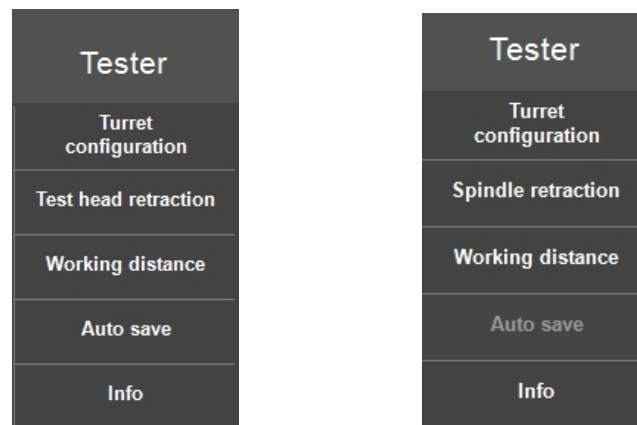 Tester
Turret
configuration
Test head retraction
Working distance
Auto save
Info
Tester
Turret
configuration
Spindle retraction
Working distance
Auto save
Info